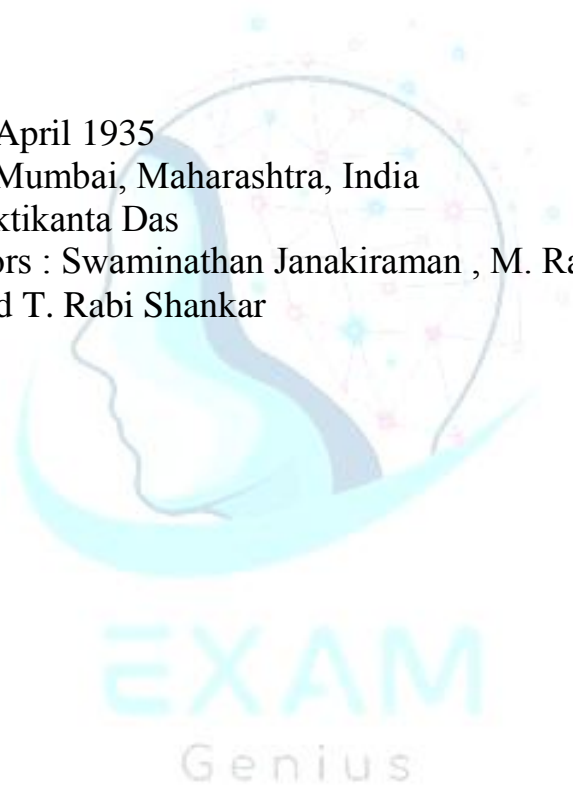 April 1935
Mumbai, Maharashtra, India
ktikanta Das
ors : Swaminathan Janakiraman , M. Ra
d T. Rabi Shankar
EXAM
Genius